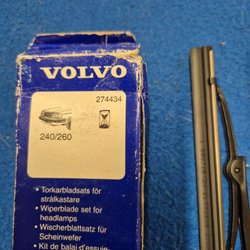 VOLVO
274434
240/260
• Torkarbladsats för
strålkastare
• Wiperblade set for
headlamps
• Wischerblattsatz für
Scheinwefer
• Kit de balai d'essuie-